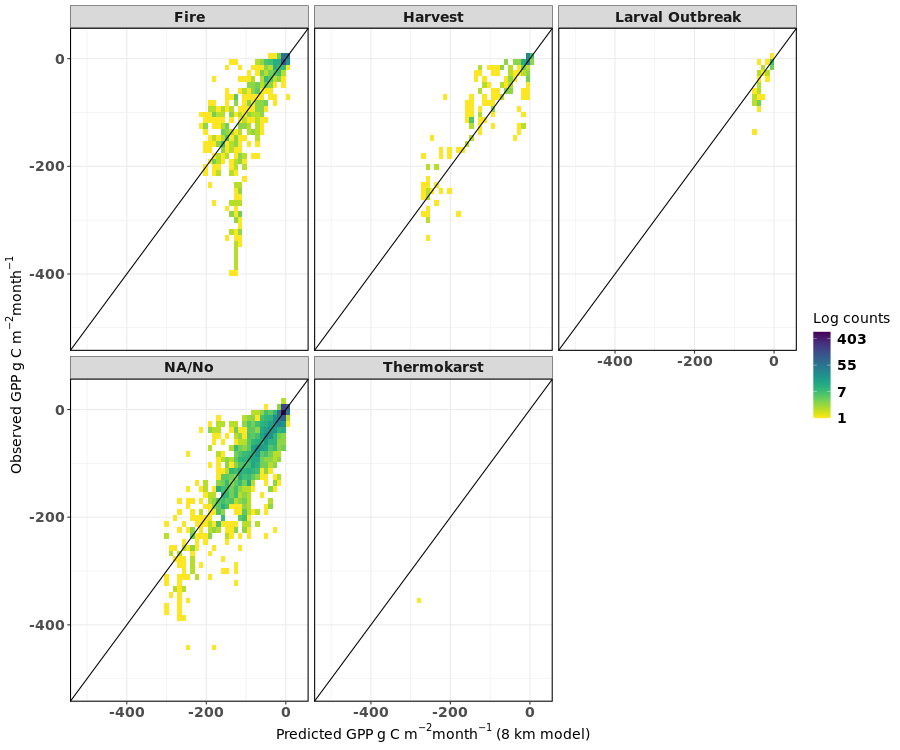 Fire
Harvest
Larval Outbreak
0
-200
-400
-400
-200
0
NA/No
Thermokarst
0
-200
-400
-400
-200
0
-400
-200
0
Observed GPP g C m−2month−1
Predicted GPP g C m−2month−1 (8 km model)
Log counts
403
55
7
1